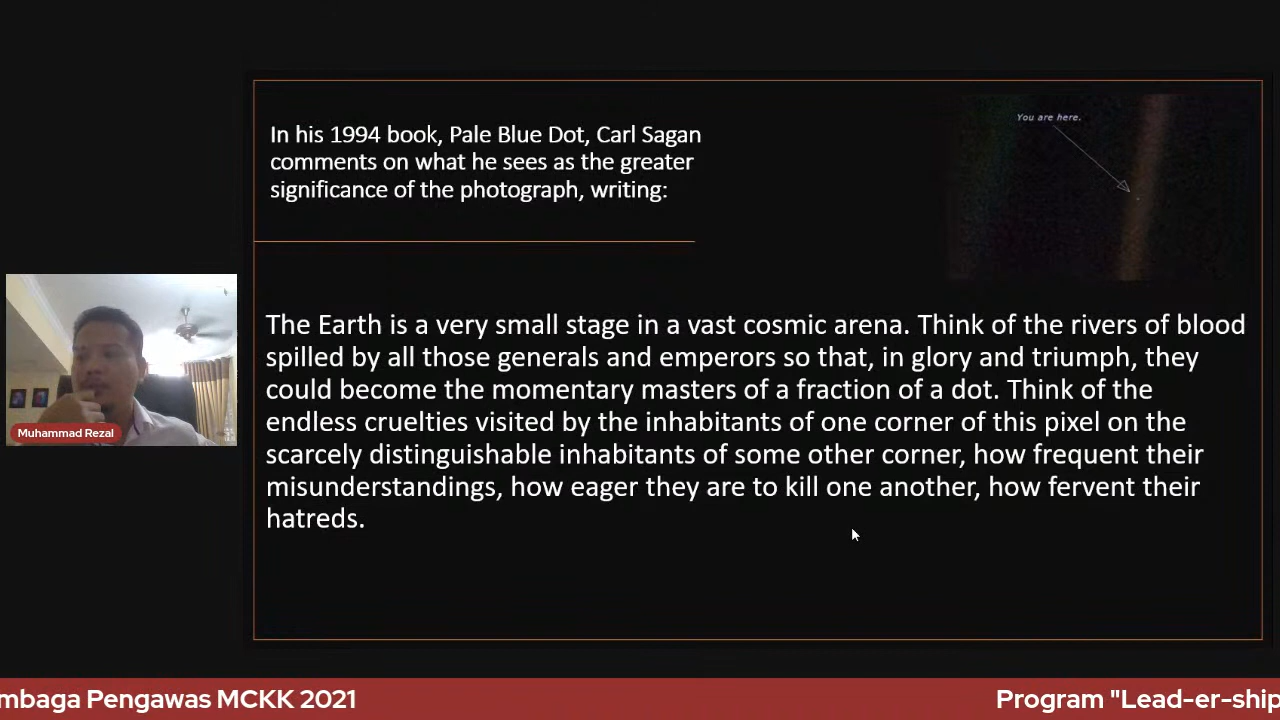 In his 1994 book, Pale Blue Dot, Carl Sagan
comments on what he sees as the greater
significance of the photograph, writing:
You are here.
The Earth is a very small stage in a vast cosmic arena. Think of the rivers of blood
spilled by all those generals and emperors so that, in glory and triumph, they
could become the momentary masters of a fraction of a dot. Think of the
endless cruelties visited by the inhabitants of one corner of this pixel on the
scarcely distinguishable inhabitants of some other corner, how frequent their
misunderstandings, how eager they are to kill one another, how fervent their
hatreds.
Muhammad Rezal
mbaga Pengawas MCKK 2021
Program "Lead-er-ship